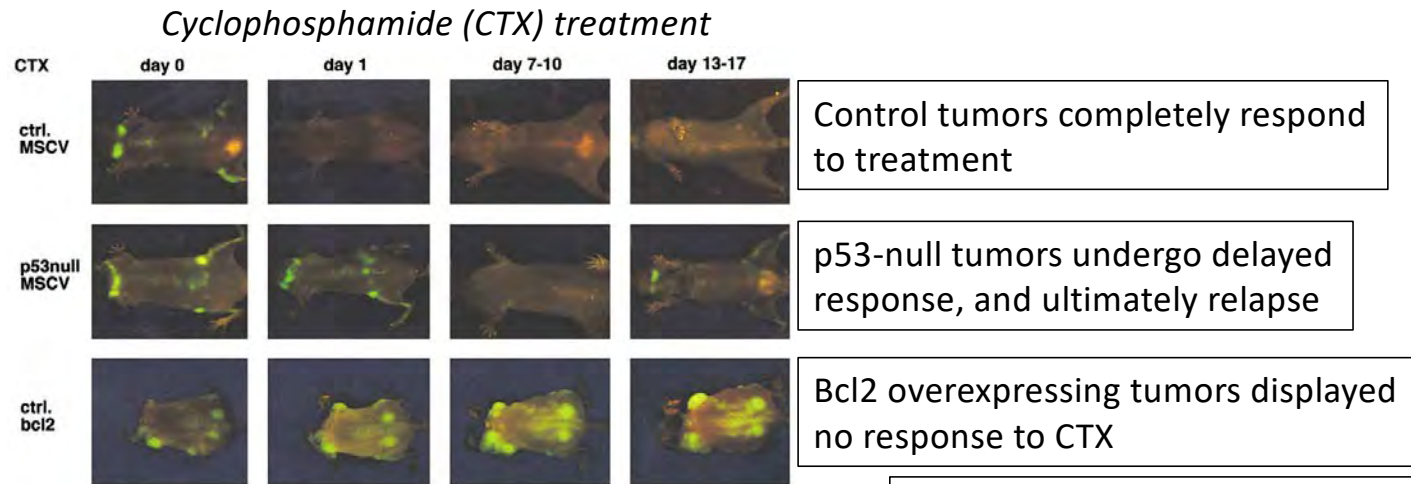 Cyclophosphamide (CTX) treatment
CTX day 0 day 1 day 7-10 day 13-17
ctrl.
MSCV
Control tumors completely respond
to treatment
p53null
MSCV
p53-null tumors undergo delayed
response, and ultimately relapse
ctrl.
bcl2
Bcl2 overexpressing tumors displayed
no response to CTX